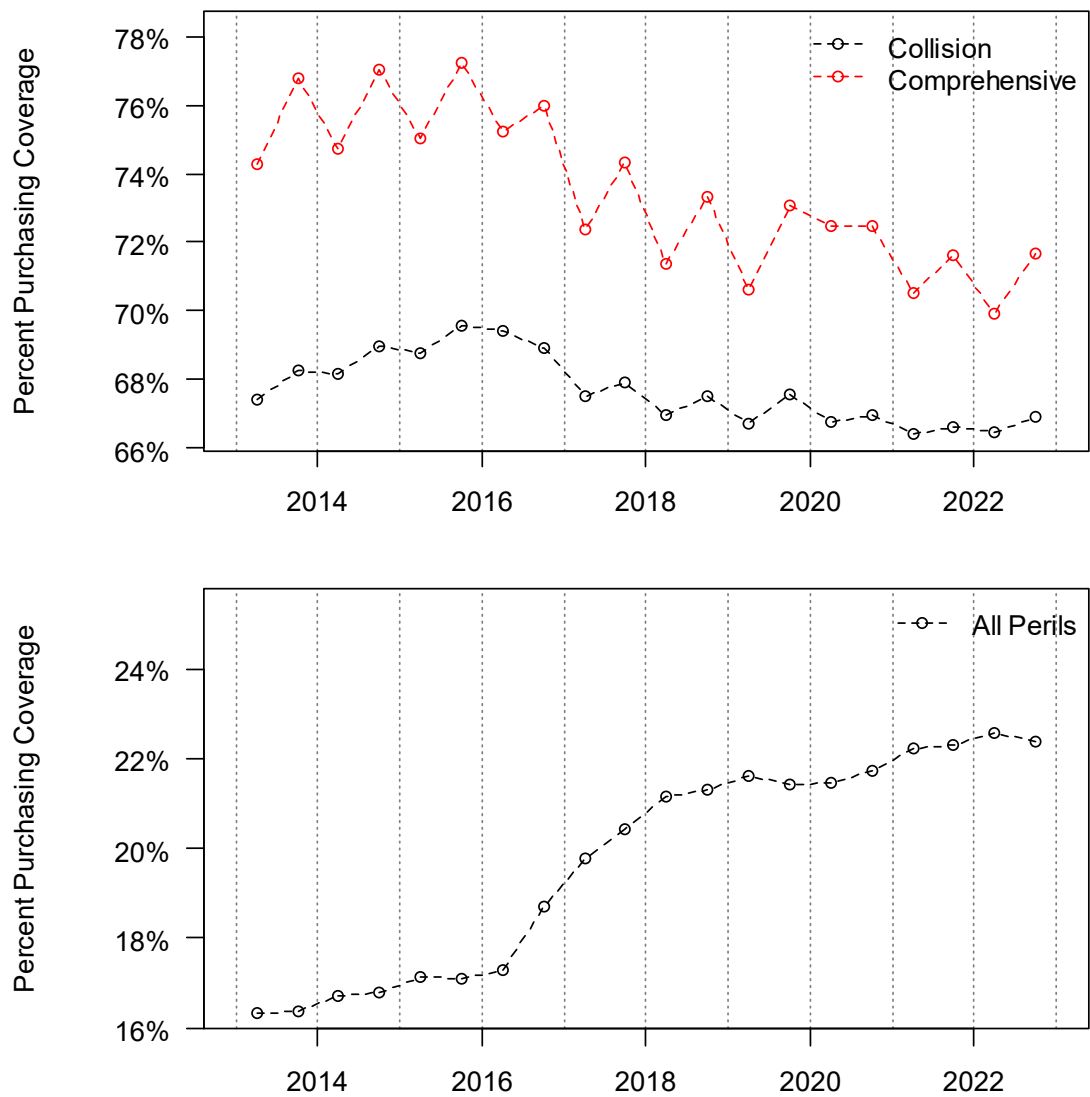 Percent Purchasing Coverage
78%
76%
74%
72%
70%
68%
66%
Collision
Comprehensive
2014 2016 2018 2020 2022
Percent Purchasing Coverage
24%
22%
20%
18%
16%
All Perils
2014 2016 2018 2020 2022